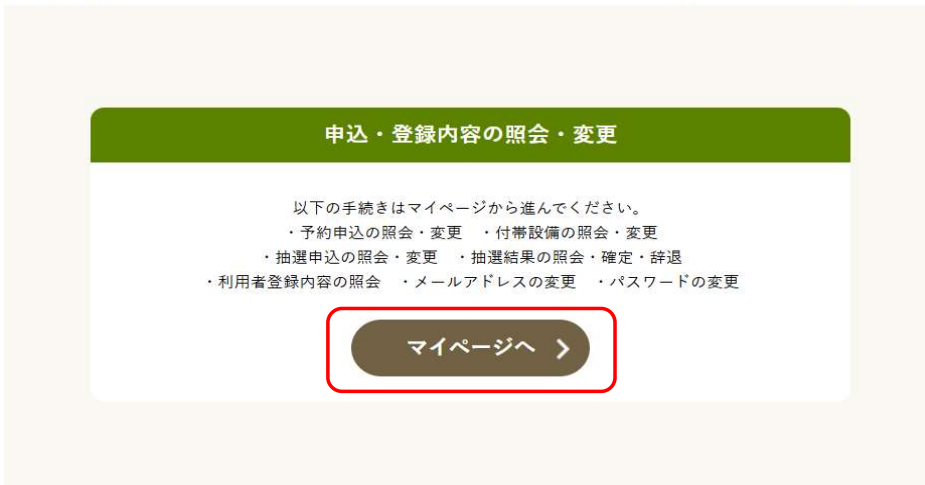 申込・登録内容の照会・変更
以下の手続きはマイページから進んでください。
・予約申込の照会・変更　・付帯設備の照会・変更
・抽選申込の照会・変更　・抽選結果の照会・確定・辞退
・利用者登録内容の照会　・メールアドレスの変更　・パスワードの変更
マイページへ